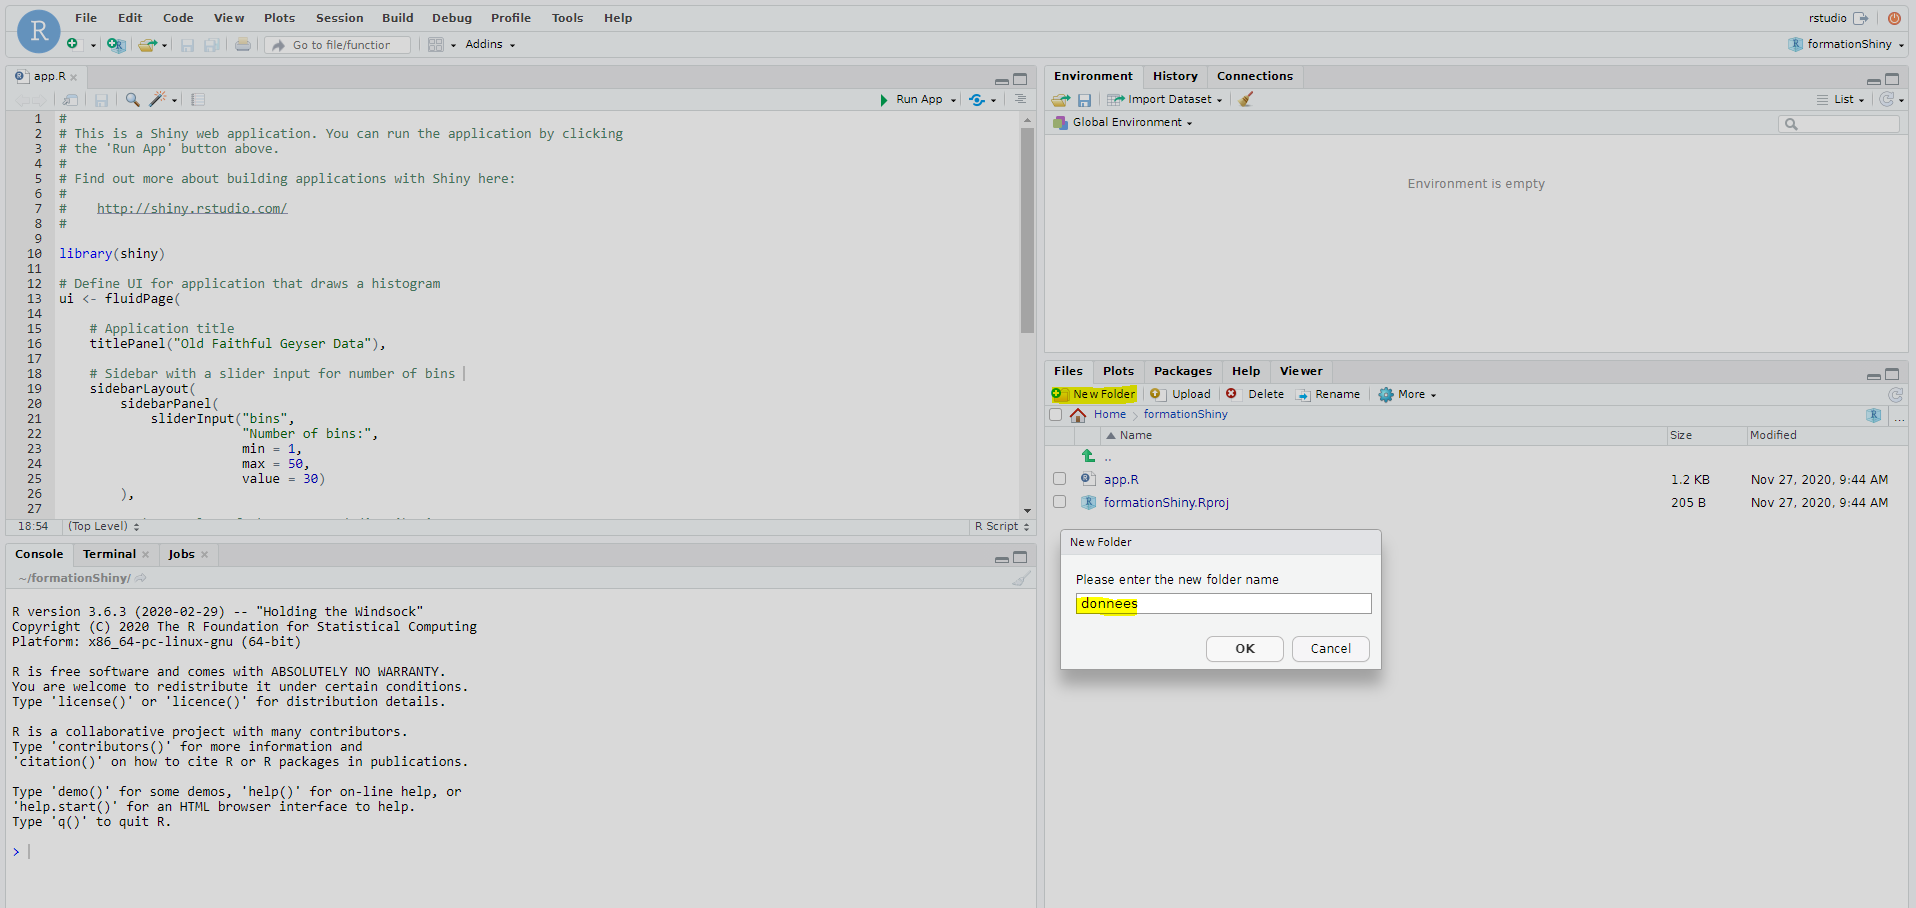 File Edit Code View Plots Session Build Debug Profile Tools Help
rstudio
R
Go to file/function
Addins
formationShiny
app.R
Run App
1 #
2 # This is a Shiny web application. You can run the application by clicking
3 # the 'Run App' button above.
4 #
5 # Find out more about building applications with Shiny here:
6 #
7 #    http://shiny.rstudio.com/
8 #
9
10 library(shiny)
11
12 # Define UI for application that draws a histogram
13 ui <- fluidPage(
14
15     # Application title
16     titlePanel("Old Faithful Geyser Data"),
17
18     # Sidebar with a slider input for number of bins
19     sidebarLayout(
20         sidebarPanel(
21             sliderInput("bins",
22                         "Number of bins:",
23                         min = 1,
24                         max = 50,
25                         value = 30)
26         ),
27
18:54 (Top Level) R Script
Console Terminal Jobs
~/formationShiny/
R version 3.6.3 (2020-02-29) -- "Holding the Windsock"
Copyright (C) 2020 The R Foundation for Statistical Computing
Platform: x86_64-pc-linux-gnu (64-bit)
R is free software and comes with ABSOLUTELY NO WARRANTY.
You are welcome to redistribute it under certain conditions.
Type 'license()' or 'licence()' for distribution details.
R is a collaborative project with many contributors.
Type 'contributors()' for more information and
'citation()' on how to cite R or R packages in publications.
Type 'demo()' for some demos, 'help()' for on-line help, or
'help.start()' for an HTML browser interface to help.
Type 'q()' to quit R.
>
Environment History Connections
Import Dataset List
Global Environment
Environment is empty
Files Plots Packages Help Viewer
New Folder Upload Delete Rename More
Home formationShiny ...
Name Size Modified
..
app.R 1.2 KB Nov 27, 2020, 9:44 AM
formationShiny.Rproj 205 B Nov 27, 2020, 9:44 AM
New Folder
Please enter the new folder name
donnees
OK Cancel